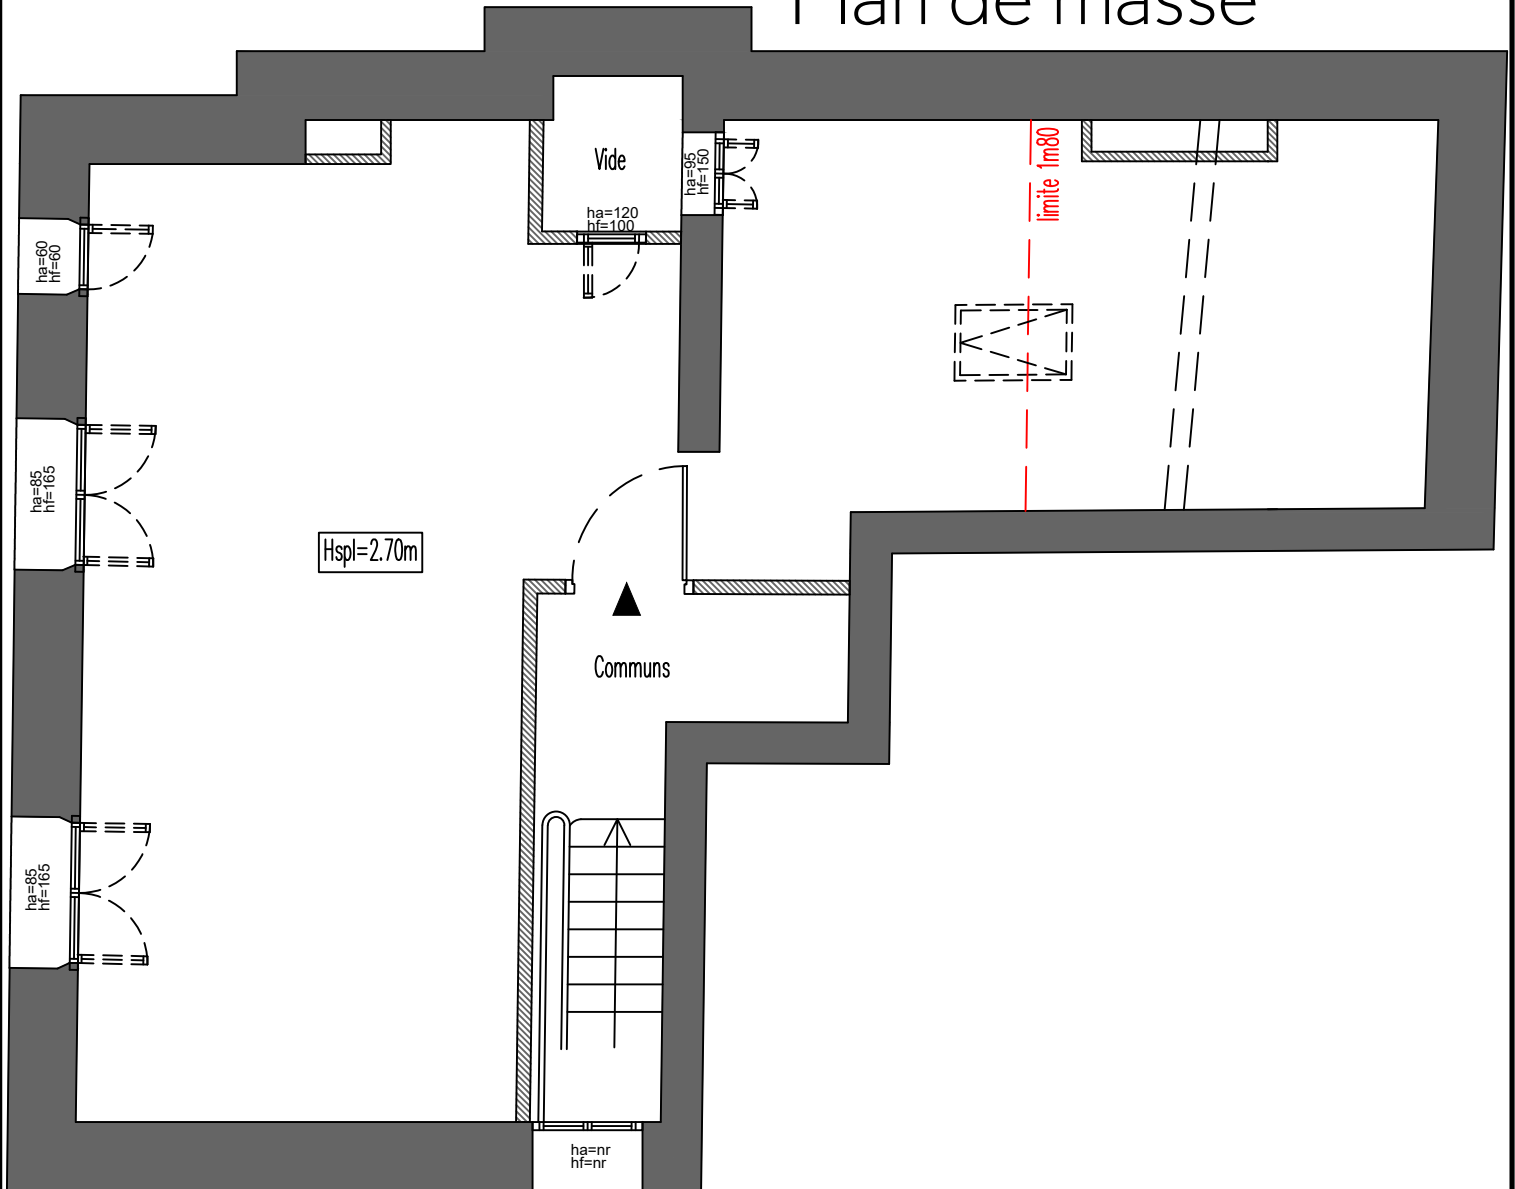 Plan de masse
Vide
ha=95
hf=150
limite 1m80
ha=120
hf=100
ha=60
hf=60
ha=85
hf=165
Hspl=2.70m
Communs
ha=85
hf=165
ha=nr
hf=nr